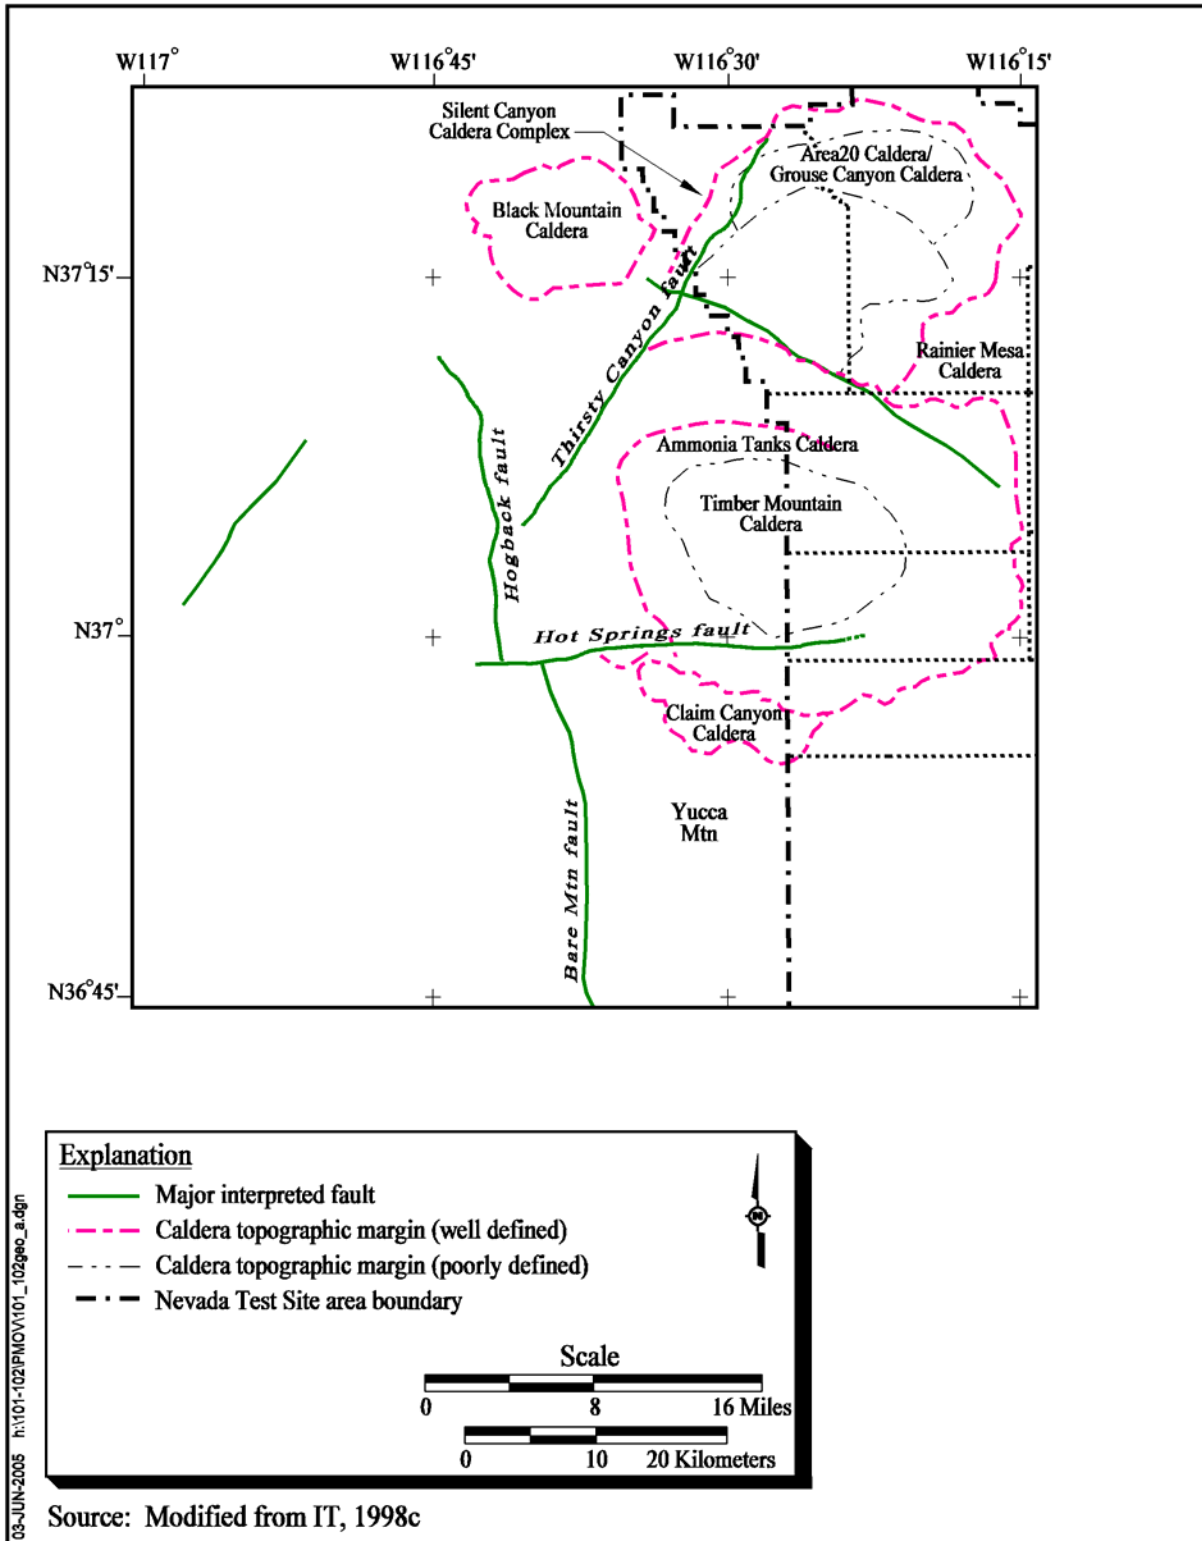 W117°
W116°45'
W116°30'
W116°15'
Silent Canyon
Caldera Complex
Area20 Caldera/
Grouse Canyon Caldera
Black Mountain
Caldera
N37°15'
Thirsty Canyon fault
Rainier Mesa
Caldera
Hogback fault
Ammonia Tanks Caldera
Timber Mountain
Caldera
N37°
Hot Springs fault
Claim Canyon
Caldera
Yucca
Mtn
Bare Mtn fault
N36°45'
Explanation
Major interpreted fault
Caldera topographic margin (well defined)
Caldera topographic margin (poorly defined)
Nevada Test Site area boundary
N
Scale
0 8 16 Miles
0 10 20 Kilometers
03-JUN-2005 h:\101-102\PMOV\101_102geo_a.dgn
Source: Modified from IT, 1998c